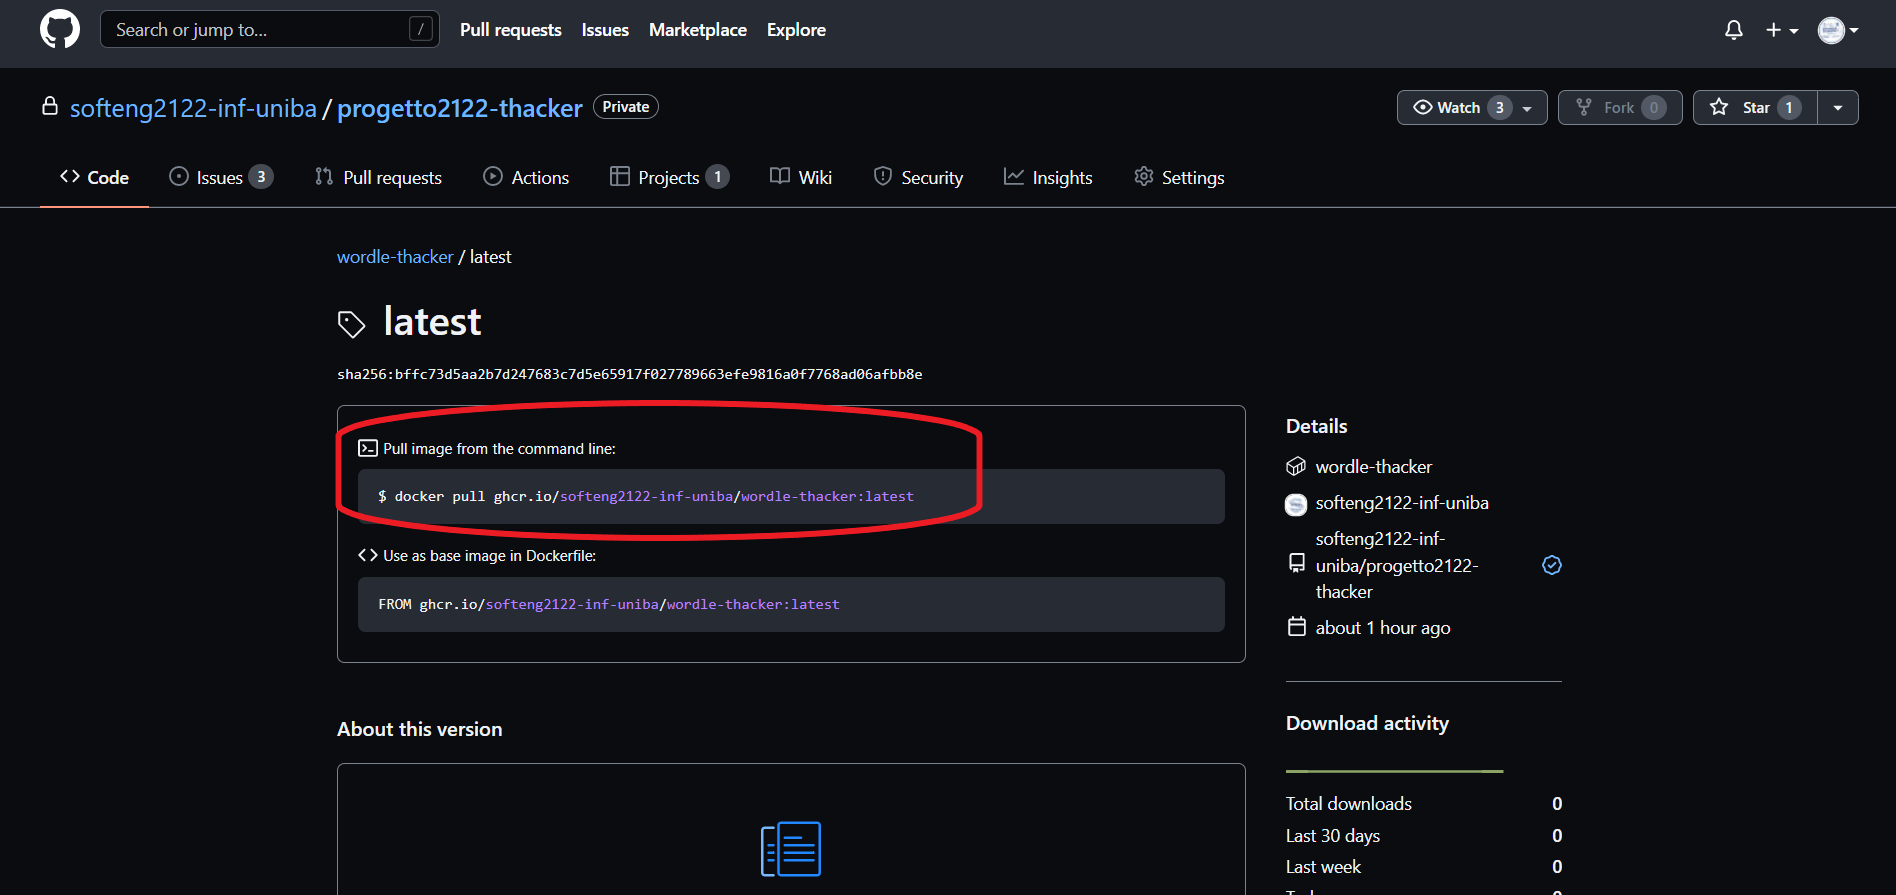 Search or jump to... /
Pull requests Issues Marketplace Explore
softeng2122-inf-uniba / progetto2122-thacker Private
Watch 3 Fork 0 Star 1
Code Issues 3 Pull requests Actions Projects 1 Wiki Security Insights Settings
wordle-thacker / latest
latest
sha256:bffc73d5aa2b7d247683c7d5e65917f027789663efe9816a0f7768ad06afbb8e
Pull image from the command line:
$ docker pull ghcr.io/softeng2122-inf-uniba/wordle-thacker:latest
Use as base image in Dockerfile:
FROM ghcr.io/softeng2122-inf-uniba/wordle-thacker:latest
About this version
Details
wordle-thacker
softeng2122-inf-uniba
softeng2122-inf-
uniba/progetto2122-
thacker
about 1 hour ago
Download activity
Total downloads 0
Last 30 days 0
Last week 0